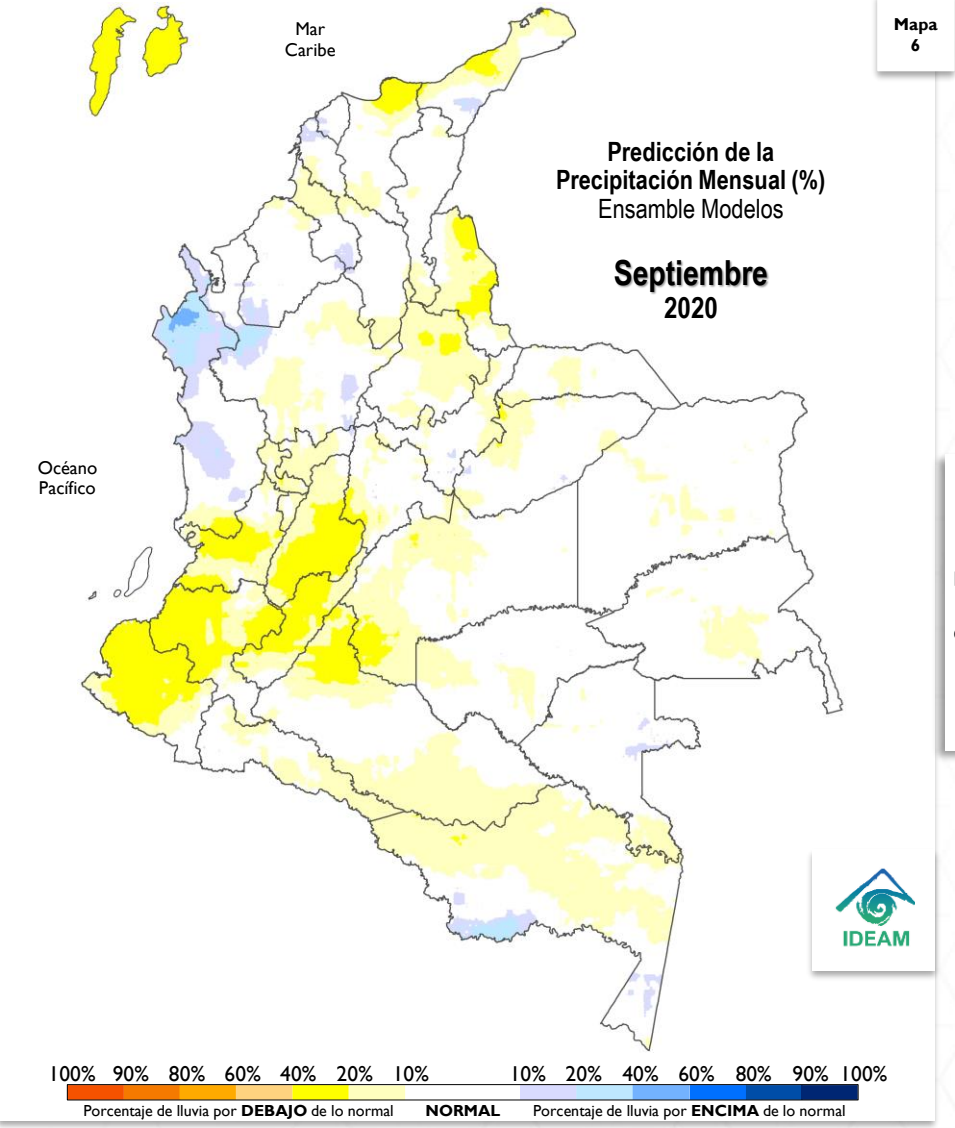 Mapa
6
Mar
Caribe
Predicción de la
Precipitación Mensual (%)
Ensamble Modelos
Septiembre
2020
Océano
Pacífico
IDEAM
100% 90% 80% 60% 40% 20% 10% 10% 20% 40% 60% 80% 90% 100%
Porcentaje de lluvia por DEBAJO de lo normal NORMAL Porcentaje de lluvia por ENCIMA de lo normal